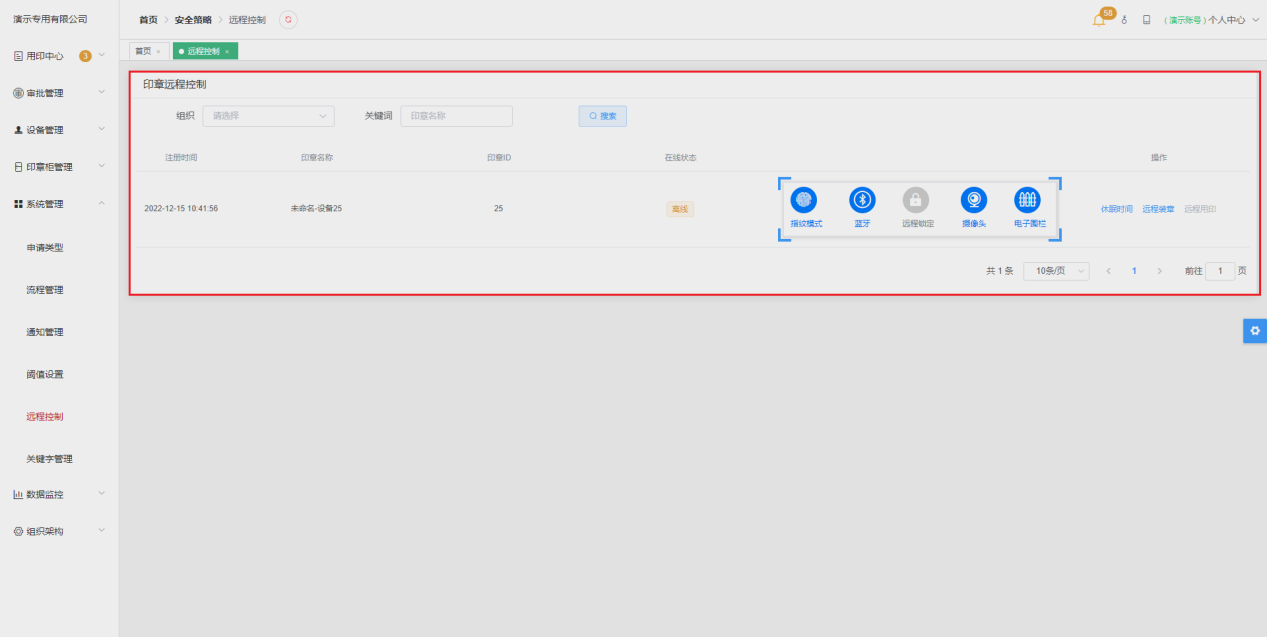 演示专用有限公司
首页 > 安全策略 > 远程控制
58
（演示账号）个人中心
用印中心 3
审批管理
设备管理
印章柜管理
系统管理
申请类型
流程管理
通知管理
阈值设置
远程控制
关键字管理
数据监控
组织架构
首页 ×
远程控制 ×
印章远程控制
组织 请选择 关键词 印章名称 搜索
注册时间 印章名称 印章ID 在线状态 操作
2022-12-15 10:41:56 未命名-设备25 25 离线 指纹模式 蓝牙 远程锁定 摄像头 电子围栏 休眠时间 远程装章 远程用印
共 1 条 10条/页 < 1 > 前往 1 页